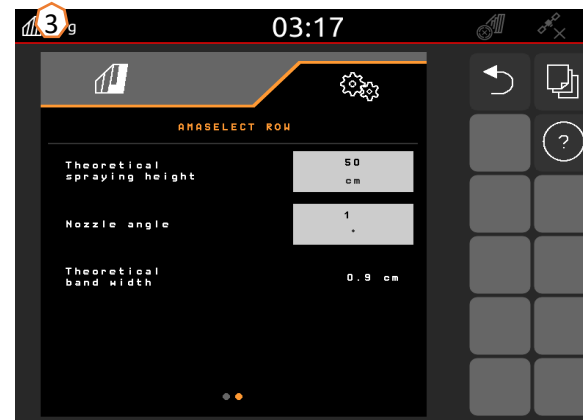 3 g
03:17
AMASELECT ROW
Theoretical
spraying height
50
cm
Nozzle angle
1
°
Theoretical
band width
0.9 cm
?